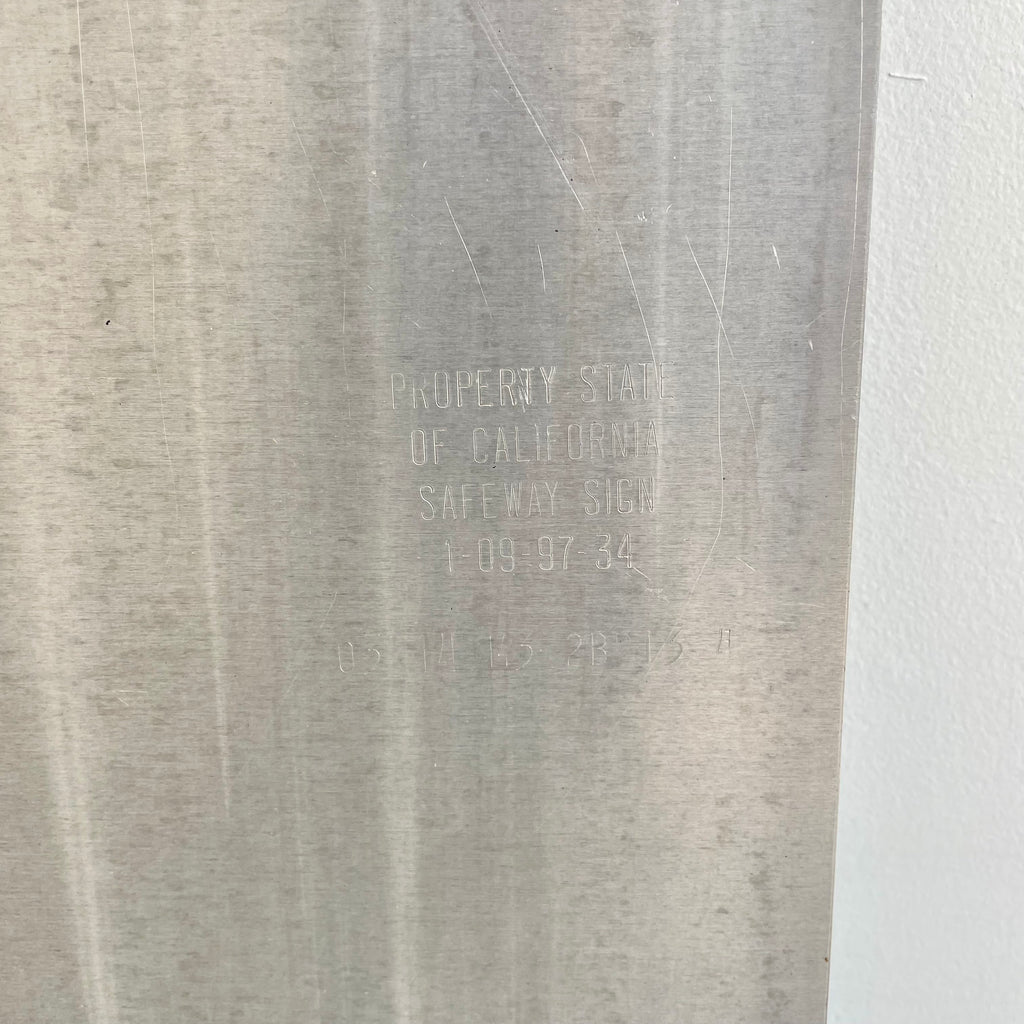 PROPERTY STATE
OF CALIFORNIA
SAFEWAY SIGN
1-09-97-34